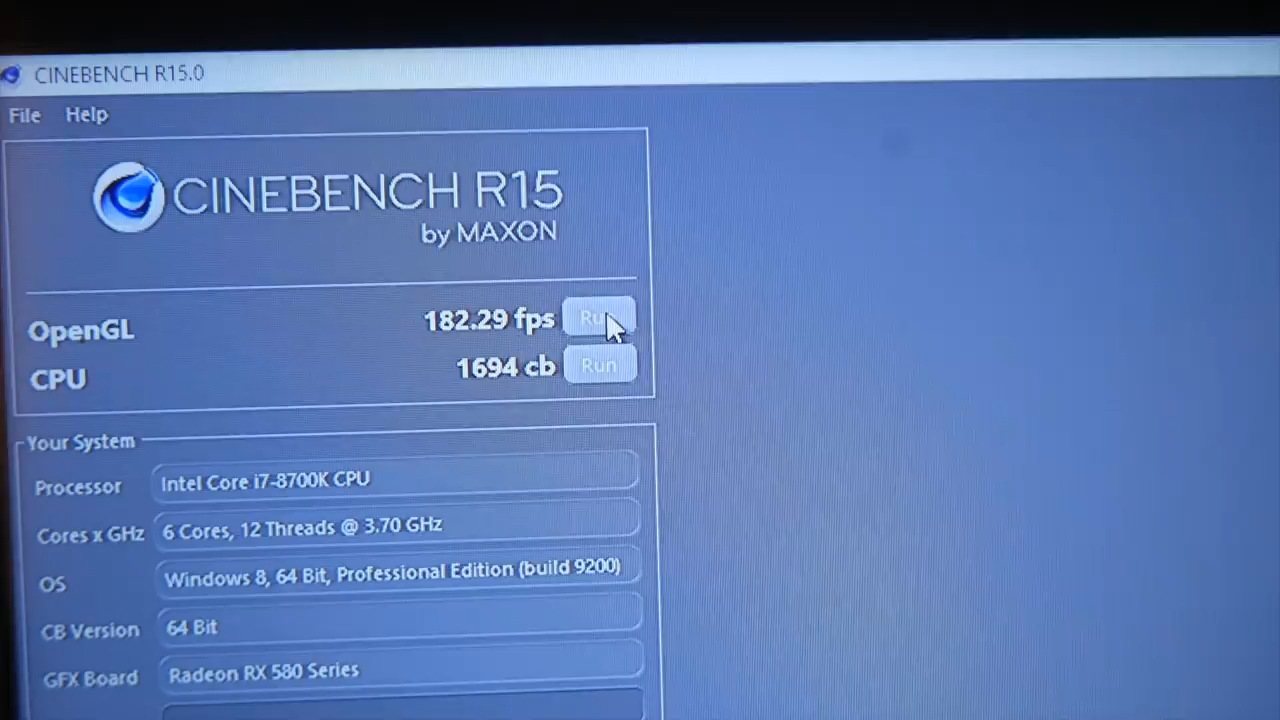 CINEBENCH R15.0
File Help
CINEBENCH R15
by MAXON
OpenGL 182.29 fps
CPU 1694 cb Run
Your System
Processor Intel Core i7-8700K CPU
Cores x GHz 6 Cores, 12 Threads @ 3.70 GHz
OS Windows 8, 64 Bit, Professional Edition (build 9200)
CB Version 64 Bit
GFX Board Radeon RX 580 Series